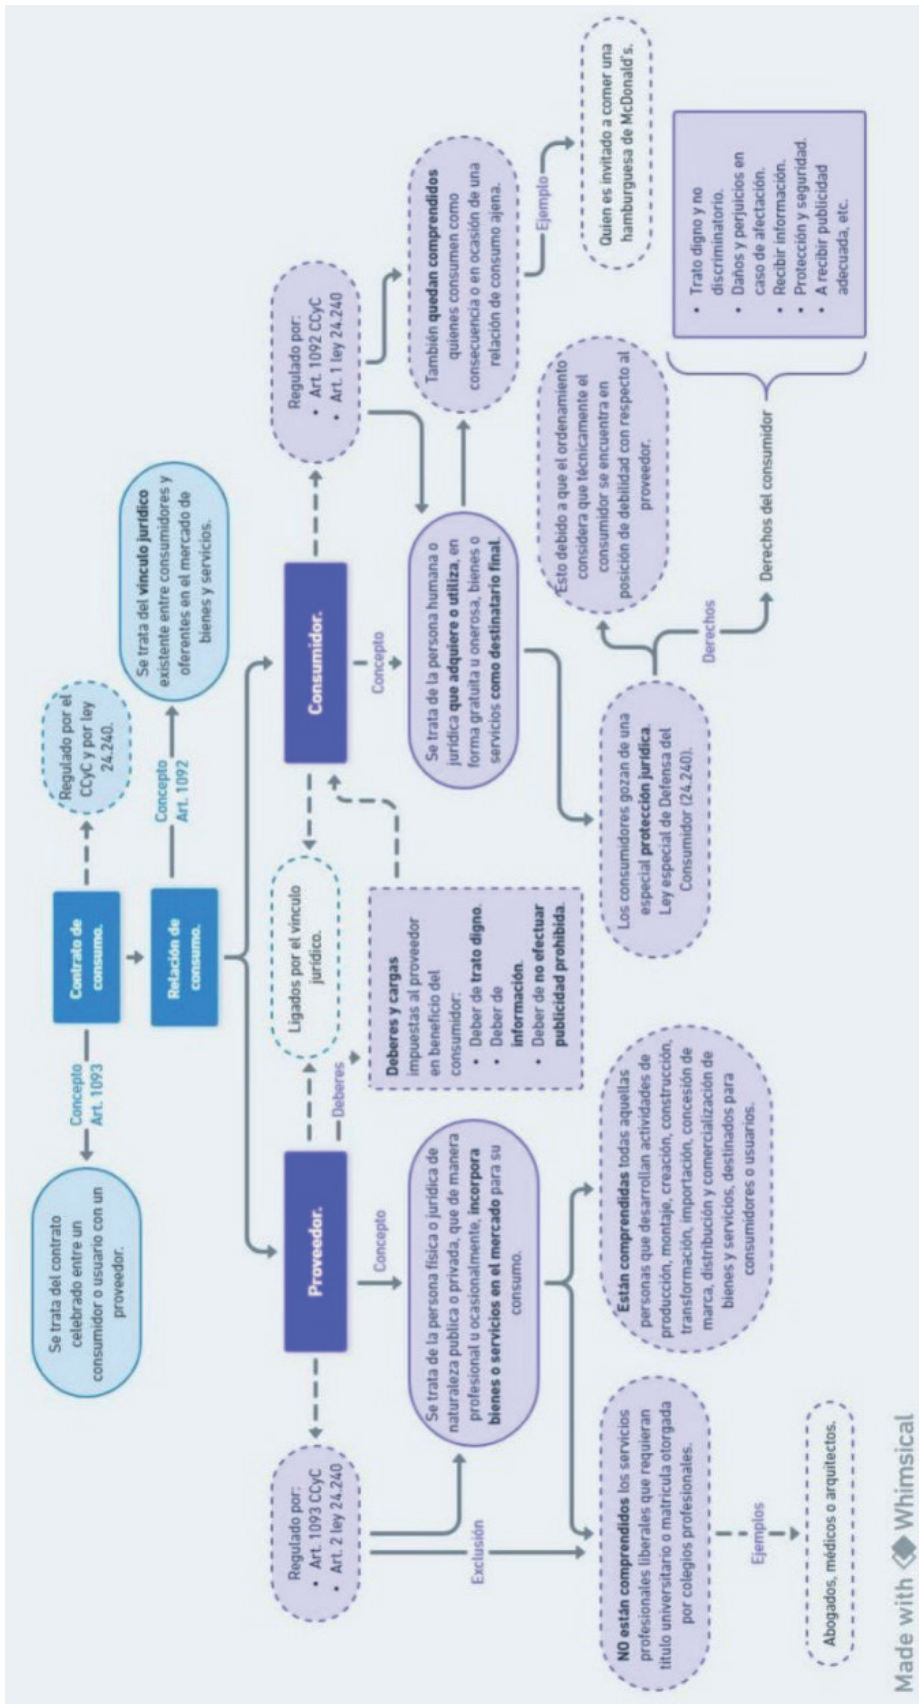 Contrato de
consumo.
Regulado por el
CCyC y por ley
24.240.
Concepto
Art. 1093
Se trata del contrato
celebrado entre un
consumidor o usuario con un
proveedor.
Relación de
consumo.
Concepto
Art. 1092
Se trata del vínculo jurídico
existente entre consumidores y
oferentes en el mercado de
bienes y servicios.
Proveedor.
Ligados por el vínculo
jurídico.
Consumidor.
Regulado por:
• Art. 1093 CCyC
• Art. 2 ley 24.240
Concepto
Se trata de la persona física o jurídica de
naturaleza publica o privada, que de manera
profesional u ocasionalmente, incorpora
bienes o servicios en el mercado para su
consumo.
Exclusión
NO están comprendidos los servicios
profesionales liberales que requieran
título universitario o matricula otorgada
por colegios profesionales.
Ejemplos
Abogados, médicos o arquitectos.
Están comprendidas todas aquellas
personas que desarrollan actividades de
producción, montaje, creación, construcción,
transformación, importación, concesión de
marca, distribución y comercialización de
bienes y servicios, destinados para
consumidores o usuarios.
Deberes
Deberes y cargas
impuestas al proveedor
en beneficio del
consumidor:
• Deber de trato digno.
• Deber de
información.
• Deber de no efectuar
publicidad prohibida.
Regulado por:
• Art. 1092 CCyC
• Art. 1 ley 24.240
Concepto
Se trata de la persona humana o
jurídica que adquiere o utiliza, en
forma gratuita u onerosa, bienes o
servicios como destinatario final.
También quedan comprendidos
quienes consumen como
consecuencia o en ocasión de una
relación de consumo ajena.
Ejemplo
Quien es invitado a comer una
hamburguesa de McDonald's.
Los consumidores gozan de una
especial protección jurídica.
Ley especial de Defensa del
Consumidor (24.240).
Esto debido a que el ordenamiento
considera que técnicamente el
consumidor se encuentra en
posición de debilidad con respecto al
proveedor.
Derechos
Derechos del consumidor
• Trato digno y no
discriminatorio.
• Daños y perjuicios en
caso de afectación.
• Recibir información.
• Protección y seguridad.
• A recibir publicidad
adecuada, etc.
Made with Whimsical